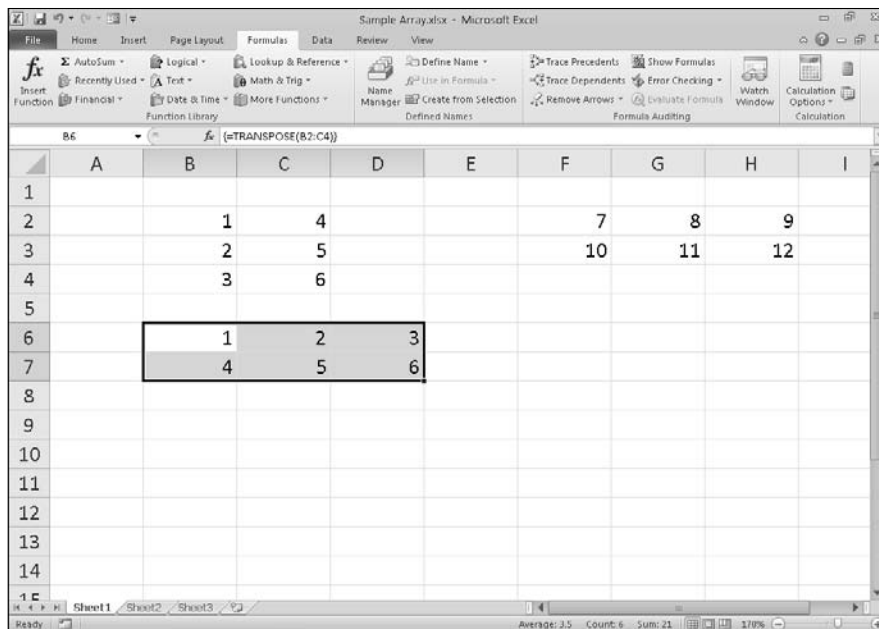 Sample Array.xlsx - Microsoft Excel
File Home Insert Page Layout Formulas Data Review View
fx Insert Function
Σ AutoSum
Recently Used
Financial
Logical
Text
Date & Time
Lookup & Reference
Math & Trig
More Functions
Function Library
Name Manager
Define Name
Use in Formula
Create from Selection
Defined Names
Trace Precedents
Trace Dependents
Remove Arrows
Show Formulas
Error Checking
Evaluate Formula
Formula Auditing
Watch Window
Calculation Options
Calculation
B6 fx {=TRANSPOSE(B2:C4)}
A B C D E F G H I
1
2 1 4 7 8 9
3 2 5 10 11 12
4 3 6
5
6 1 2 3
7 4 5 6
8
9
10
11
12
13
14
15
Sheet1 Sheet2 Sheet3
Ready Average: 3.5 Count: 6 Sum: 21 170%